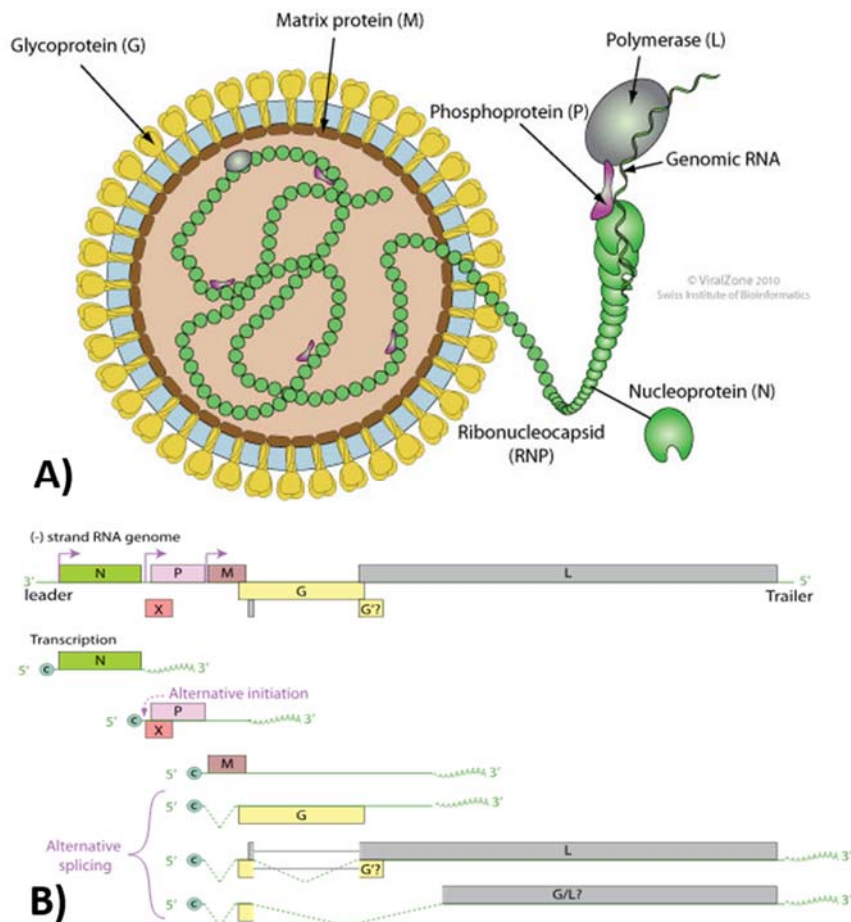 Glycoprotein (G)
Matrix protein (M)
Polymerase (L)
Phosphoprotein (P)
Genomic RNA
© ViralZone 2010
Swiss Institute of Bioinformatics
Nucleoprotein (N)
Ribonucleocapsid
(RNP)
A)
(-) strand RNA genome
N P M L
3' 5'
G
leader Trailer
X G'?
Transcription
N
5' C 3'
Alternative initiation
P
5' C 3'
X
M
5' C 3'
5' C 3'
G
Alternative
splicing
L
5' C 3'
G'?
G/L?
5' C 3'
B)